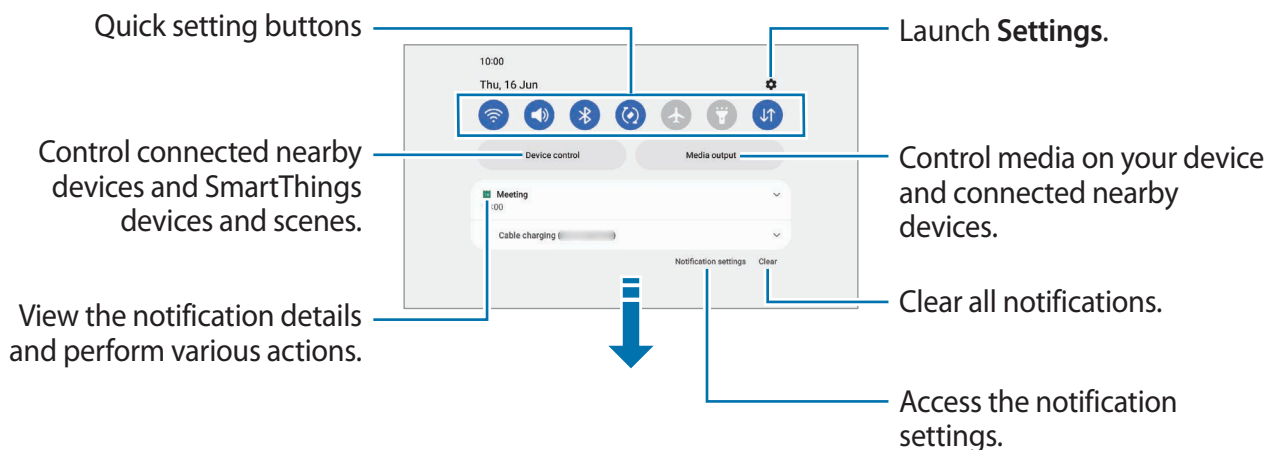 Quick setting buttons
Launch Settings.
10:00
Thu, 16 Jun
Control connected nearby
devices and SmartThings
devices and scenes.
Device control
Media output
Control media on your device
and connected nearby
devices.
Meeting
Cable charging (
)
Notification settings
Clear
View the notification details
and perform various actions.
Clear all notifications.
Access the notification
settings.